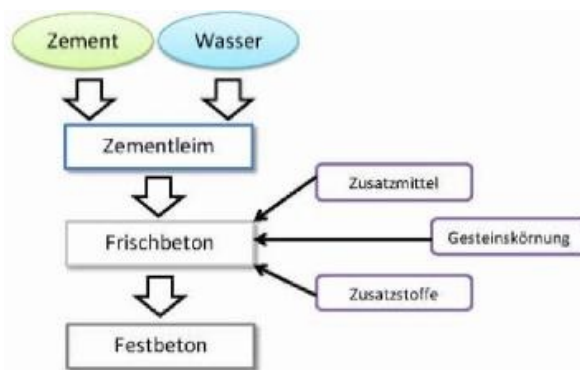 Zement
Wasser
Zementleim
Zusatzmittel
Frischbeton
Gesteinskörnung
Zusatzstoffe
Festbeton